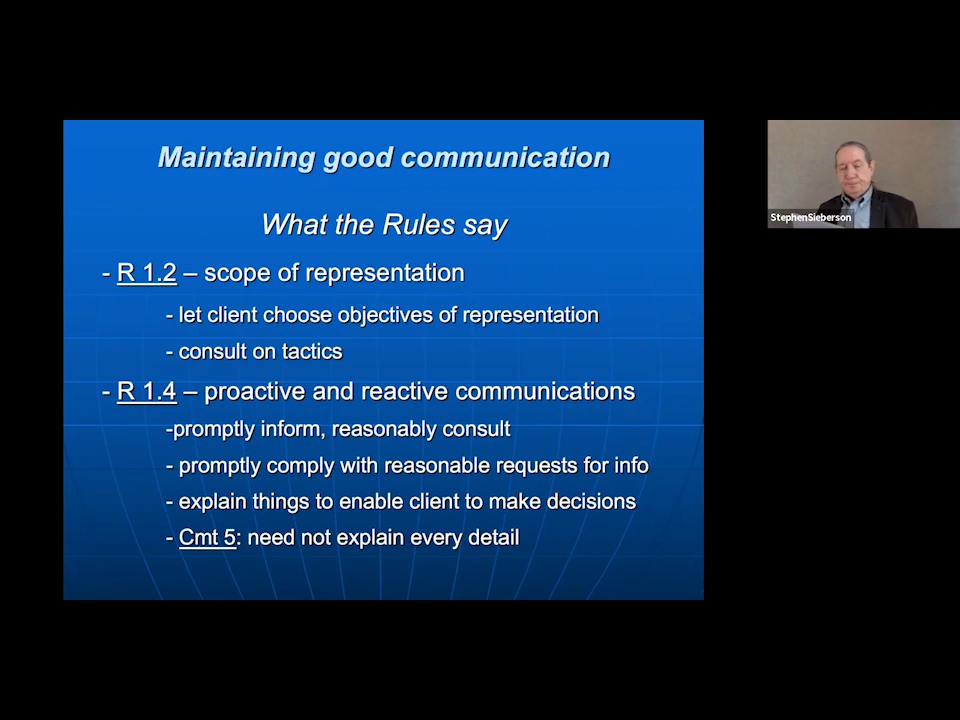 Maintaining good communication
What the Rules say
- R 1.2 – scope of representation
- let client choose objectives of representation
- consult on tactics
- R 1.4 – proactive and reactive communications
-promptly inform, reasonably consult
- promptly comply with reasonable requests for info
- explain things to enable client to make decisions
- Cmt 5: need not explain every detail
StephenSieberson